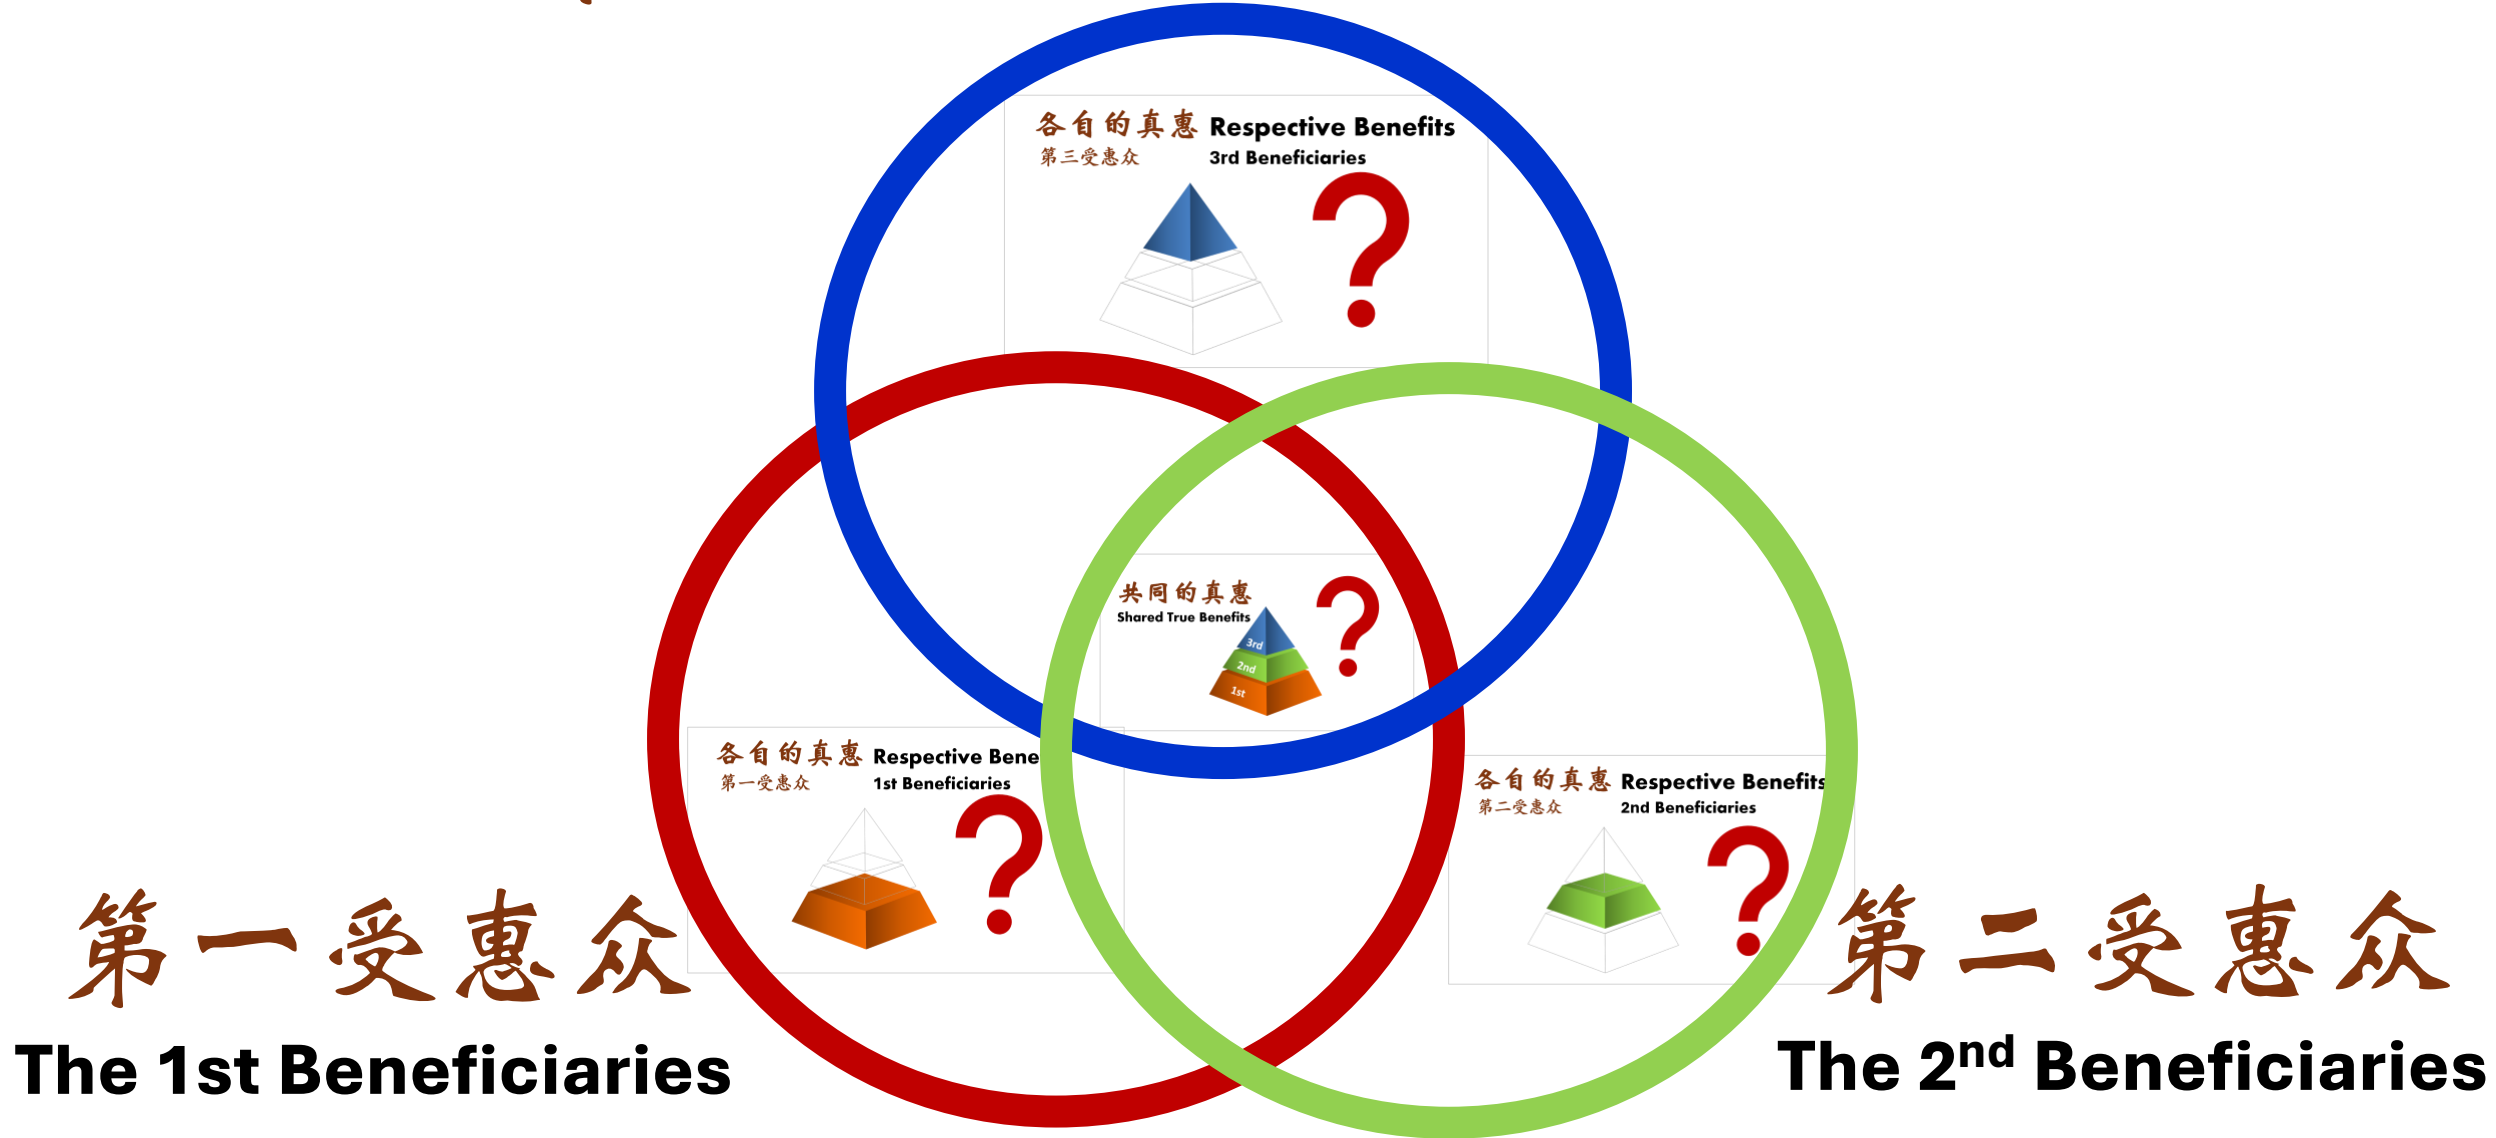 各自的真惠 Respective Benefits
第三受惠众 3rd Beneficiaries
共同的真惠
Shared True Benefits
3rd
2nd
1st
各自的真惠 Respective Bene
第一受惠众 1st Beneficiaries
各自的真惠 Respective Benefits
第二受惠众 2nd Beneficiaries
第一受惠众
The 1st Beneficiaries
第二受惠众
The 2nd Beneficiaries
?
?
?
?